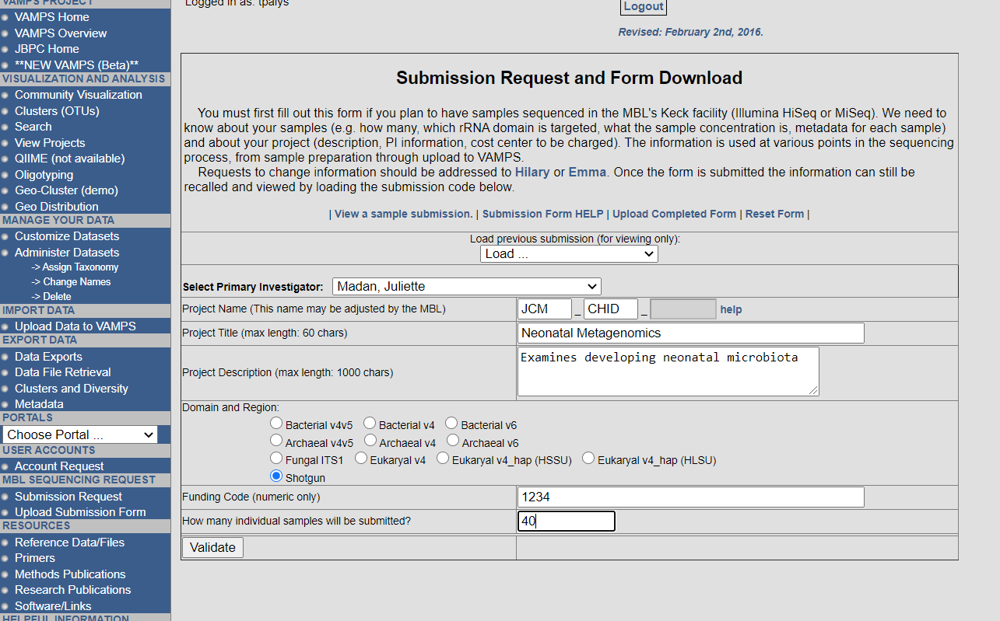 VAMPS PROJECT
VAMPS Home
VAMPS Overview
JBPC Home
**NEW VAMPS (Beta)**
VISUALIZATION AND ANALYSIS
Community Visualization
Clusters (OTUs)
Search
View Projects
QIIME (not available)
Oligotyping
Geo-Cluster (demo)
Geo Distribution
MANAGE YOUR DATA
Customize Datasets
Administer Datasets
-> Assign Taxonomy
-> Change Names
-> Delete
IMPORT DATA
Upload Data to VAMPS
EXPORT DATA
Data Exports
Data File Retrieval
Clusters and Diversity
Metadata
PORTALS
Choose Portal ...
USER ACCOUNTS
Account Request
MBL SEQUENCING REQUEST
Submission Request
Upload Submission Form
RESOURCES
Reference Data/Files
Primers
Methods Publications
Research Publications
Software/Links
HELPFUL INFORMATION
Logged in as: tpalys
Logout
Revised: February 2nd, 2016.
Submission Request and Form Download
You must first fill out this form if you plan to have samples sequenced in the MBL's Keck facility (Illumina HiSeq or MiSeq). We need to
know about your samples (e.g. how many, which rRNA domain is targeted, what the sample concentration is, metadata for each sample)
and about your project (description, PI information, cost center to be charged). The information is used at various points in the sequencing
process, from sample preparation through upload to VAMPS.
Requests to change information should be addressed to Hilary or Emma. Once the form is submitted the information can still be
recalled and viewed by loading the submission code below.
| View a sample submission. | Submission Form HELP | Upload Completed Form | Reset Form |
Load previous submission (for viewing only):
Load ...
Select Primary Investigator: Madan, Juliette
Project Name (This name may be adjusted by the MBL) JCM _ CHID _ help
Project Title (max length: 60 chars) Neonatal Metagenomics
Project Description (max length: 1000 chars) Examines developing neonatal microbiota
Domain and Region:
Bacterial v4v5 Bacterial v4 Bacterial v6
Archaeal v4v5 Archaeal v4 Archaeal v6
Fungal ITS1 Eukaryal v4 Eukaryal v4_hap (HSSU) Eukaryal v4_hap (HLSU)
Shotgun
Funding Code (numeric only) 1234
How many individual samples will be submitted? 40
Validate